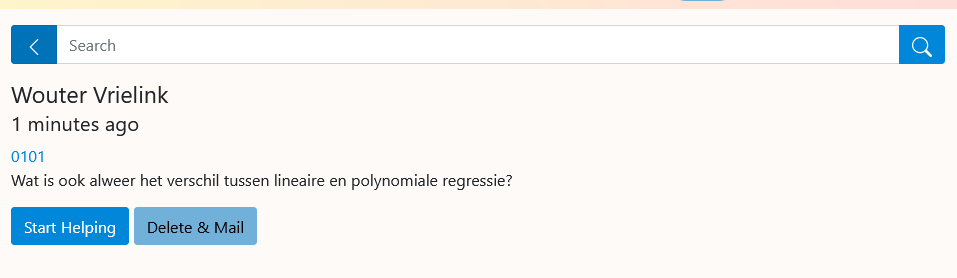 Search
Wouter Vrielink
1 minutes ago
0101
Wat is ook alweer het verschil tussen lineaire en polynomiale regressie?
Start Helping
Delete & Mail